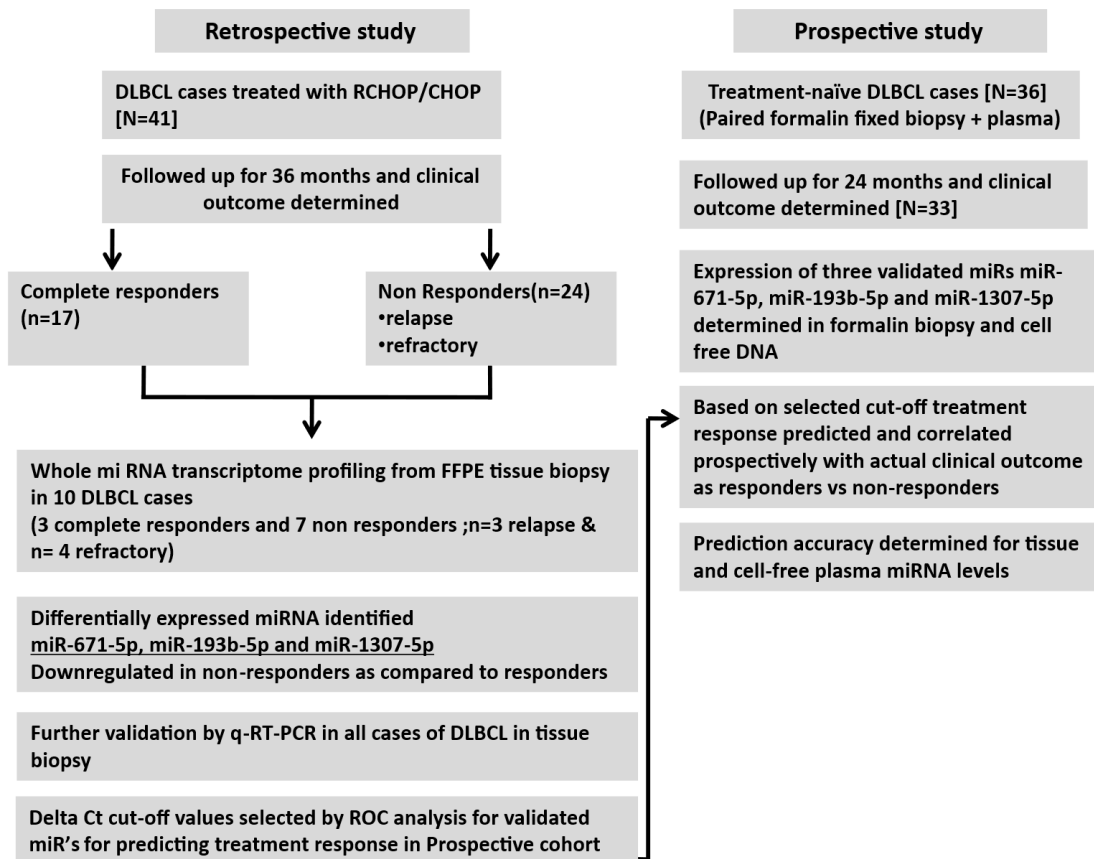 Retrospective study
DLBCL cases treated with RCHOP/CHOP
[N=41]
Followed up for 36 months and clinical
outcome determined
Complete responders
(n=17)
Non Responders(n=24)
•relapse
•refractory
Whole mi RNA transcriptome profiling from FFPE tissue biopsy
in 10 DLBCL cases
(3 complete responders and 7 non responders ;n=3 relapse &
n= 4 refractory)
Differentially expressed miRNA identified
miR-671-5p, miR-193b-5p and miR-1307-5p
Downregulated in non-responders as compared to responders
Further validation by q-RT-PCR in all cases of DLBCL in tissue
biopsy
Delta Ct cut-off values selected by ROC analysis for validated
miR's for predicting treatment response in Prospective cohort
Prospective study
Treatment-naïve DLBCL cases [N=36]
(Paired formalin fixed biopsy + plasma)
Followed up for 24 months and clinical
outcome determined [N=33]
Expression of three validated miRs miR-
671-5p, miR-193b-5p and miR-1307-5p
determined in formalin biopsy and cell
free DNA
Based on selected cut-off treatment
response predicted and correlated
prospectively with actual clinical outcome
as responders vs non-responders
Prediction accuracy determined for tissue
and cell-free plasma miRNA levels